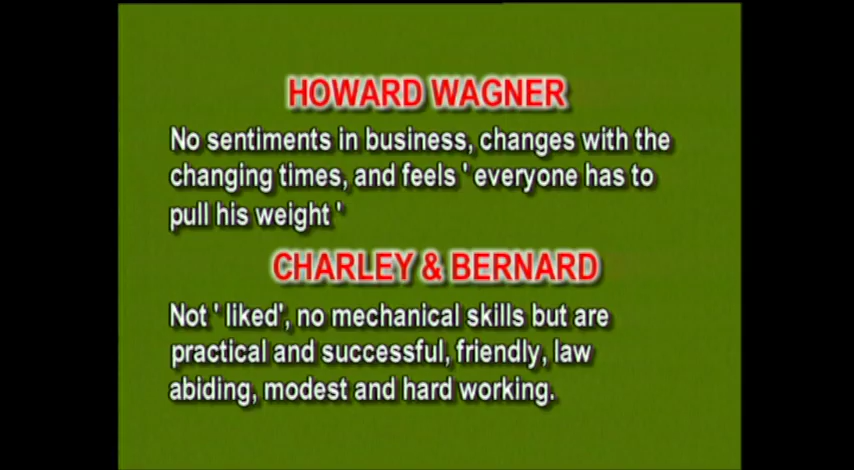 HOWARD WAGNER
No sentiments in business, changes with the
changing times, and feels ' everyone has to
pull his weight '
CHARLEY & BERNARD
Not ' liked', no mechanical skills but are
practical and successful, friendly, law
abiding, modest and hard working.